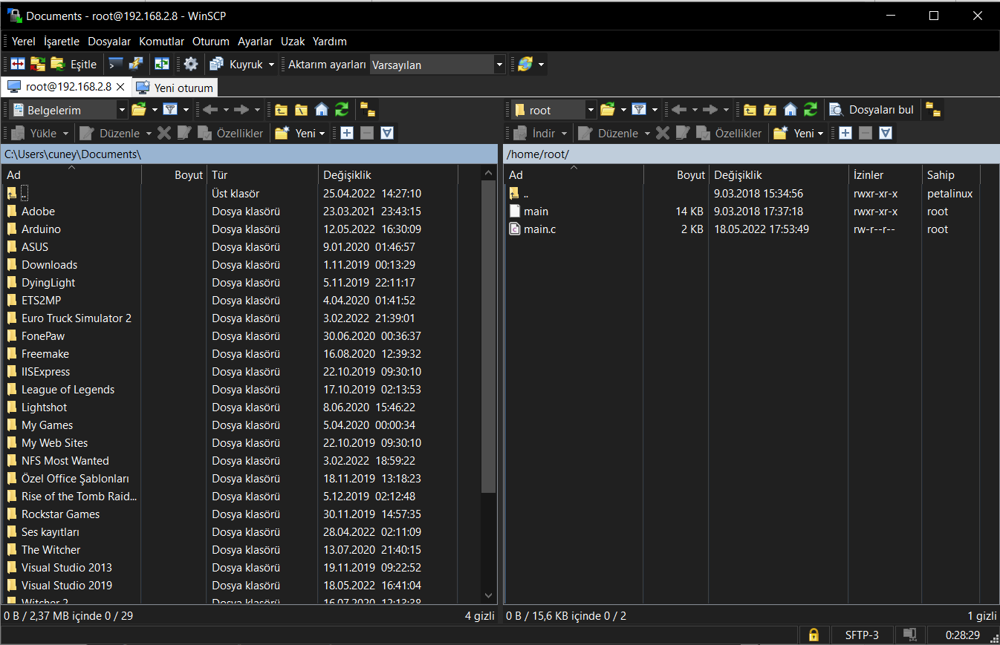 Documents - root@192.168.2.8 - WinSCP
Yerel İşaretle Dosyalar Komutlar Oturum Ayarlar Uzak Yardım
Eşitle Kuyruk Aktarım ayarları Varsayılan
root@192.168.2.8 Yeni oturum
Belgelerim
Yükle Düzenle Özellikler Yeni
C:\Users\cuney\Documents\
Ad Boyut Tür Değişiklik
.. Üst klasör 25.04.2022 14:27:10
Adobe Dosya klasörü 23.03.2021 23:43:15
Arduino Dosya klasörü 12.05.2022 16:30:09
ASUS Dosya klasörü 9.01.2020 01:46:57
Downloads Dosya klasörü 1.11.2019 00:13:29
DyingLight Dosya klasörü 5.11.2019 22:11:17
ETS2MP Dosya klasörü 4.04.2020 01:41:52
Euro Truck Simulator 2 Dosya klasörü 3.02.2022 21:39:01
FonePaw Dosya klasörü 30.06.2020 00:36:37
Freemake Dosya klasörü 16.08.2020 12:39:32
IISExpress Dosya klasörü 22.10.2019 09:30:10
League of Legends Dosya klasörü 17.10.2019 02:13:53
Lightshot Dosya klasörü 8.06.2020 15:46:22
My Games Dosya klasörü 5.04.2020 00:00:34
My Web Sites Dosya klasörü 22.10.2019 09:30:10
NFS Most Wanted Dosya klasörü 3.02.2022 18:59:22
Özel Office Şablonları Dosya klasörü 18.11.2019 13:18:23
Rise of the Tomb Raid... Dosya klasörü 5.12.2019 02:12:48
Rockstar Games Dosya klasörü 30.11.2019 14:57:35
Ses kayıtları Dosya klasörü 28.04.2022 02:11:09
The Witcher Dosya klasörü 13.07.2020 21:40:15
Visual Studio 2013 Dosya klasörü 19.11.2019 09:22:52
Visual Studio 2019 Dosya klasörü 18.05.2022 16:41:04
Witcher 2 Dosya klasörü 16.07.2020 12:13:38
0 B / 2,37 MB içinde 0 / 29 4 gizli
root Dosyaları bul
İndir Düzenle Özellikler Yeni
/home/root/
Ad Boyut Değişiklik İzinler Sahip
.. 9.03.2018 15:34:56 rwxr-xr-x petalinux
main 14 KB 9.03.2018 17:37:18 rwxr-xr-x root
main.c 2 KB 18.05.2022 17:53:49 rw-r--r-- root
0 B / 15,6 KB içinde 0 / 2 1 gizli
SFTP-3 0:28:29